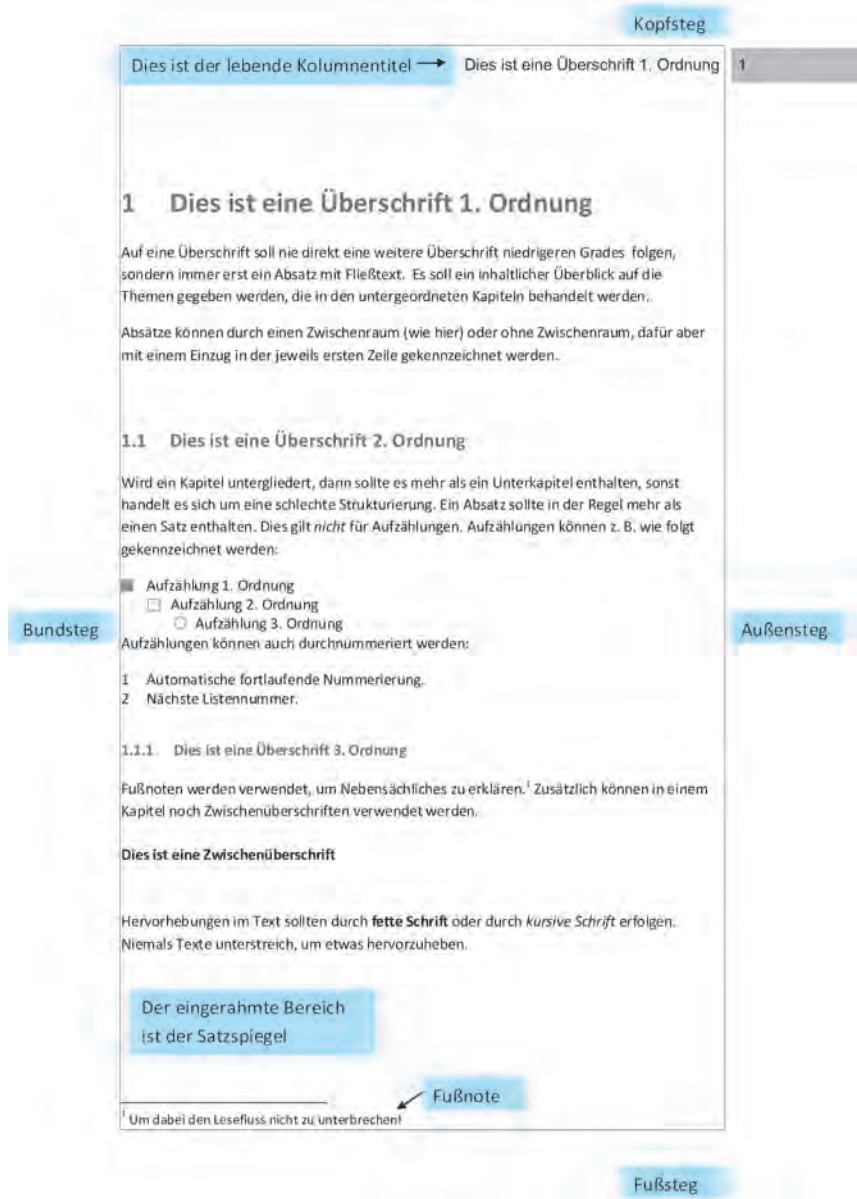 Kopfsteg
Dies ist der lebende Kolumnentitel → Dies ist eine Überschrift 1. Ordnung 1
1 Dies ist eine Überschrift 1. Ordnung
Auf eine Überschrift soll nie direkt eine weitere Überschrift niedrigeren Grades folgen,
sondern immer erst ein Absatz mit Fließtext. Es soll ein inhaltlicher Überblick auf die
Themen gegeben werden, die in den untergeordneten Kapiteln behandelt werden.
Absätze können durch einen Zwischenraum (wie hier) oder ohne Zwischenraum, dafür aber
mit einem Einzug in der jeweils ersten Zeile gekennzeichnet werden.
1.1 Dies ist eine Überschrift 2. Ordnung
Wird ein Kapitel untergliedert, dann sollte es mehr als ein Unterkapitel enthalten, sonst
handelt es sich um eine schlechte Strukturierung. Ein Absatz sollte in der Regel mehr als
einen Satz enthalten. Dies gilt nicht für Aufzählungen. Aufzählungen können z. B. wie folgt
gekennzeichnet werden:
Aufzählung 1. Ordnung
Aufzählung 2. Ordnung
Aufzählung 3. Ordnung
Bundsteg
Außensteg
Aufzählungen können auch durchnummeriert werden:
1 Automatische fortlaufende Nummerierung.
2 Nächste Listennummer.
1.1.1 Dies ist eine Überschrift 3. Ordnung
Fußnoten werden verwendet, um Nebensächliches zu erklären.¹ Zusätzlich können in einem
Kapitel noch Zwischenüberschriften verwendet werden.
Dies ist eine Zwischenüberschrift
Hervorhebungen im Text sollten durch fette Schrift oder durch kursive Schrift erfolgen.
Niemals Texte unterstreich, um etwas hervorzuheben.
Der eingerahmte Bereich
ist der Satzspiegel
Fußnote
¹ Um dabei den Lesefluss nicht zu unterbrechen!
Fußsteg